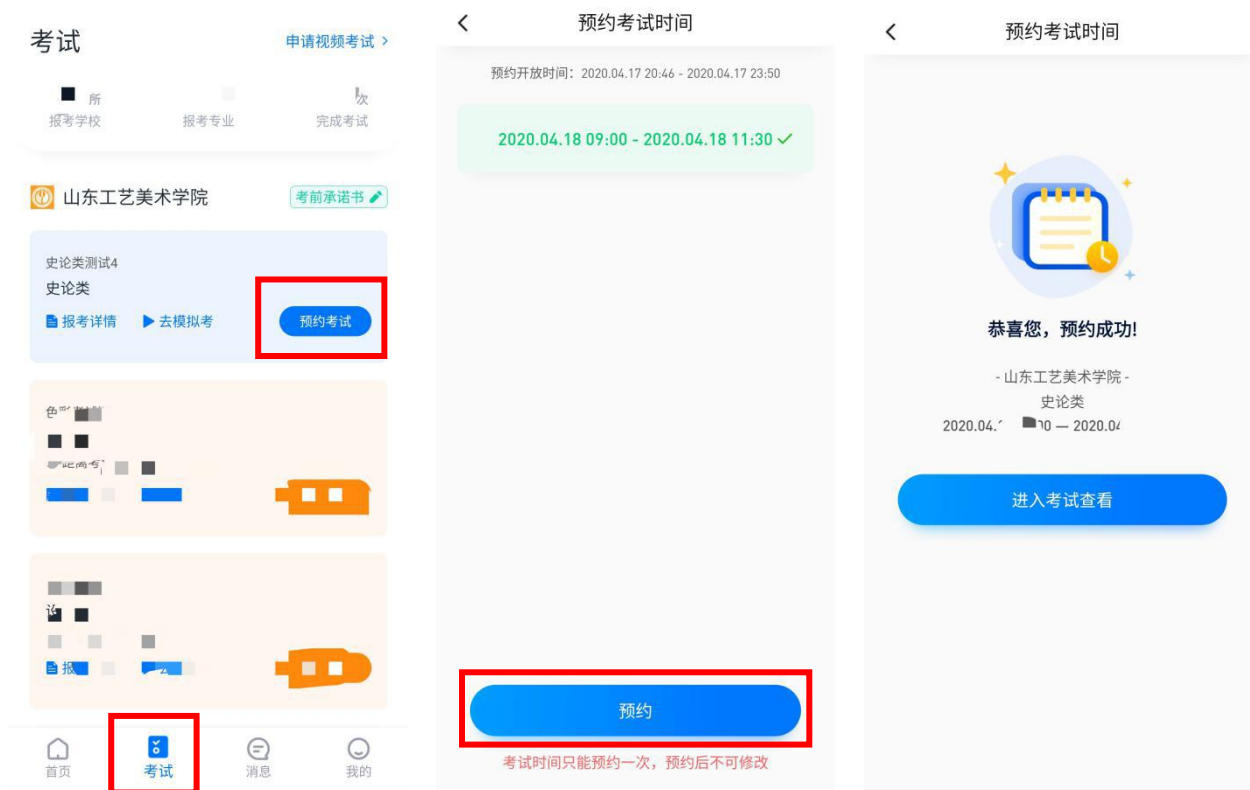 考试
申请视频考试 >
所
次
报考学校
报考专业
完成考试
山东工艺美术学院
考前承诺书
史论类测试4
史论类
报考详情
去模拟考
预约考试
首页
考试
消息
我的
预约考试时间
预约开放时间：2020.04.17 20:46 - 2020.04.17 23:50
2020.04.18 09:00 - 2020.04.18 11:30
预约
考试时间只能预约一次，预约后不可修改
预约考试时间
恭喜您，预约成功!
- 山东工艺美术学院 -
史论类
进入考试查看